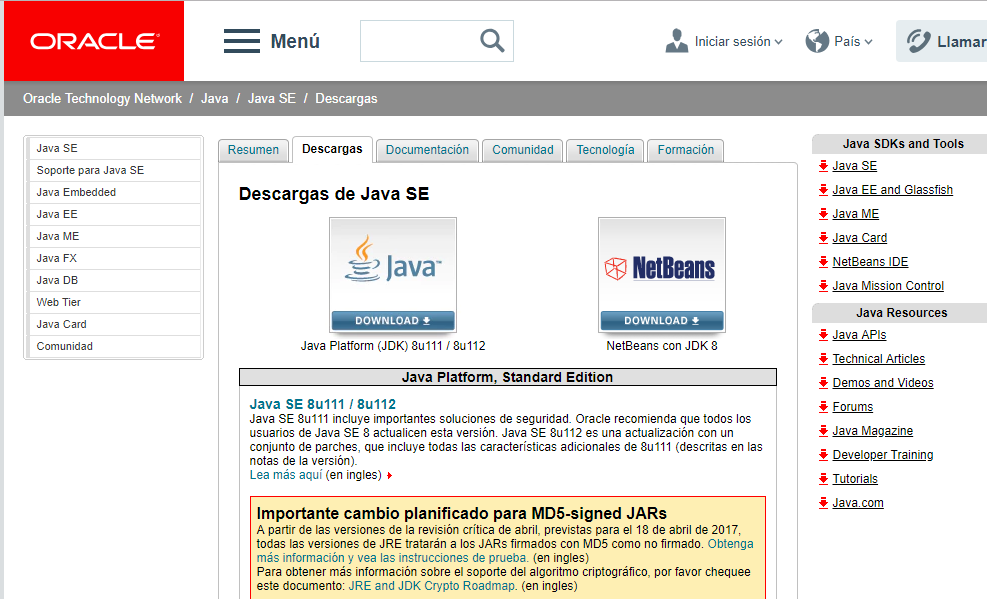 ORACLE
Menú
Iniciar sesión
País
Llamar
Oracle Technology Network / Java / Java SE / Descargas
Java SE
Soporte para Java SE
Java Embedded
Java EE
Java ME
Java FX
Java DB
Web Tier
Java Card
Comunidad
Resumen
Descargas
Documentación
Comunidad
Tecnología
Formación
Descargas de Java SE
Java™
DOWNLOAD
Java Platform (JDK) 8u111 / 8u112
NetBeans
DOWNLOAD
NetBeans con JDK 8
Java Platform, Standard Edition
Java SE 8u111 / 8u112
Java SE 8u111 incluye importantes soluciones de seguridad. Oracle recomienda que todos los
usuarios de Java SE 8 actualicen esta versión. Java SE 8u112 es una actualización con un
conjunto de parches, que incluye todas las características adicionales de 8u111 (descritas en las
notas de la versión).
Lea más aquí (en ingles)
Importante cambio planificado para MD5-signed JARs
A partir de las versiones de la revisión crítica de abril, previstas para el 18 de abril de 2017,
todas las versiones de JRE tratarán a los JARs firmados con MD5 como no firmado. Obtenga
más información y vea las instrucciones de prueba. (en ingles)
Para obtener más información sobre el soporte del algoritmo criptográfico, por favor chequee
este documento: JRE and JDK Crypto Roadmap. (en ingles)
Java SDKs and Tools
Java SE
Java EE and Glassfish
Java ME
Java Card
NetBeans IDE
Java Mission Control
Java Resources
Java APIs
Technical Articles
Demos and Videos
Forums
Java Magazine
Developer Training
Tutorials
Java.com